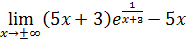 lim x→±∞ (5x + 3)e^{1/(x+3)} − 5x